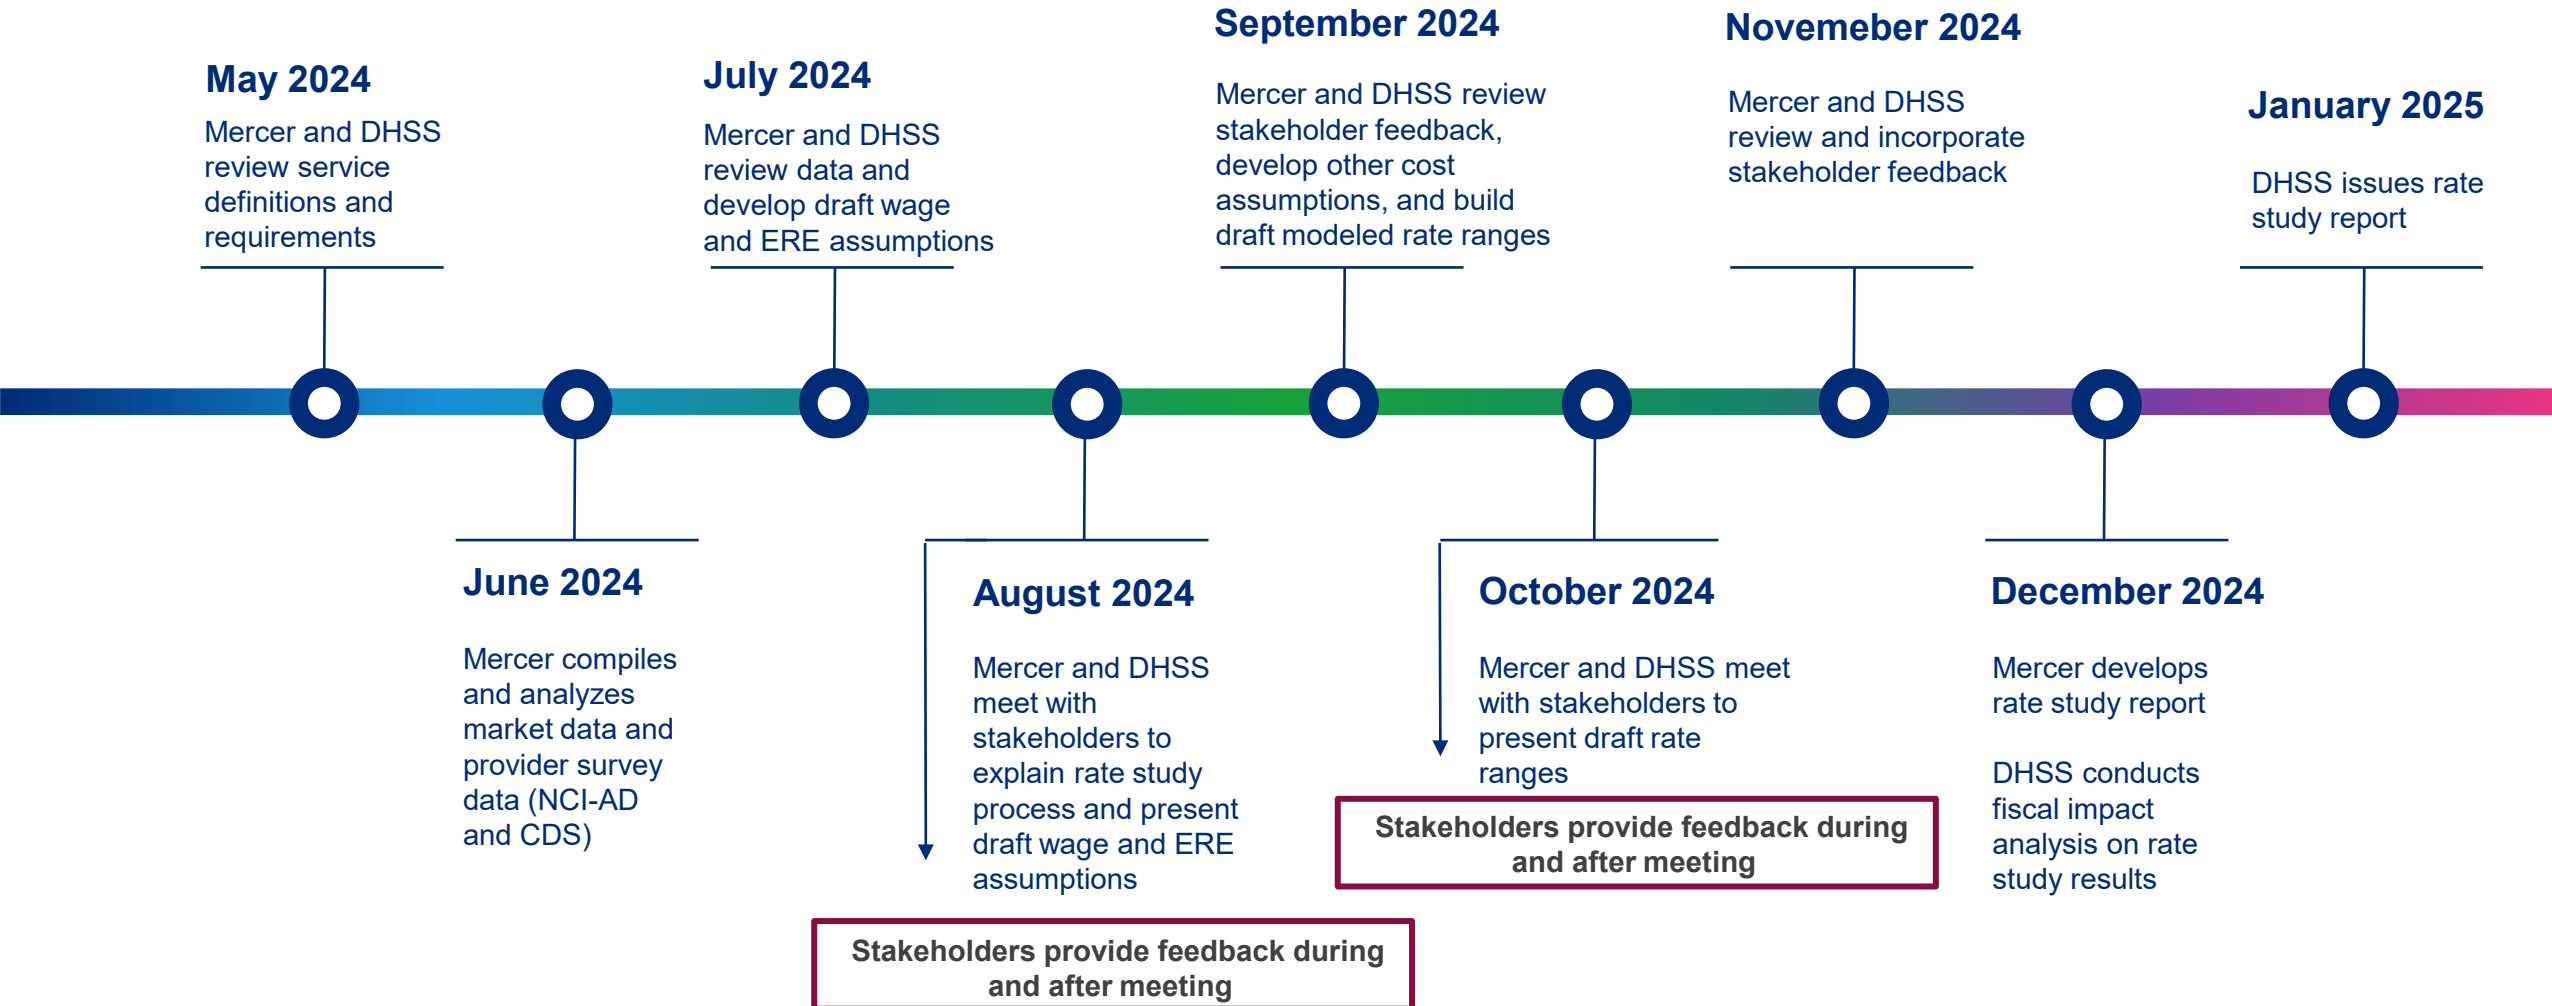 May 2024
Mercer and DHSS
review service
definitions and
requirements
June 2024
Mercer compiles
and analyzes
market data and
provider survey
data (NCI-AD
and CDS)
July 2024
Mercer and DHSS
review data and
develop draft wage
and ERE assumptions
August 2024
Mercer and DHSS
meet with
stakeholders to
explain rate study
process and present
draft wage and ERE
assumptions
Stakeholders provide feedback during
and after meeting
September 2024
Mercer and DHSS review
stakeholder feedback,
develop other cost
assumptions, and build
draft modeled rate ranges
October 2024
Mercer and DHSS meet
with stakeholders to
present draft rate
ranges
Stakeholders provide feedback during
and after meeting
Novemeber 2024
Mercer and DHSS
review and incorporate
stakeholder feedback
December 2024
Mercer develops
rate study report
DHSS conducts
fiscal impact
analysis on rate
study results
January 2025
DHSS issues rate
study report